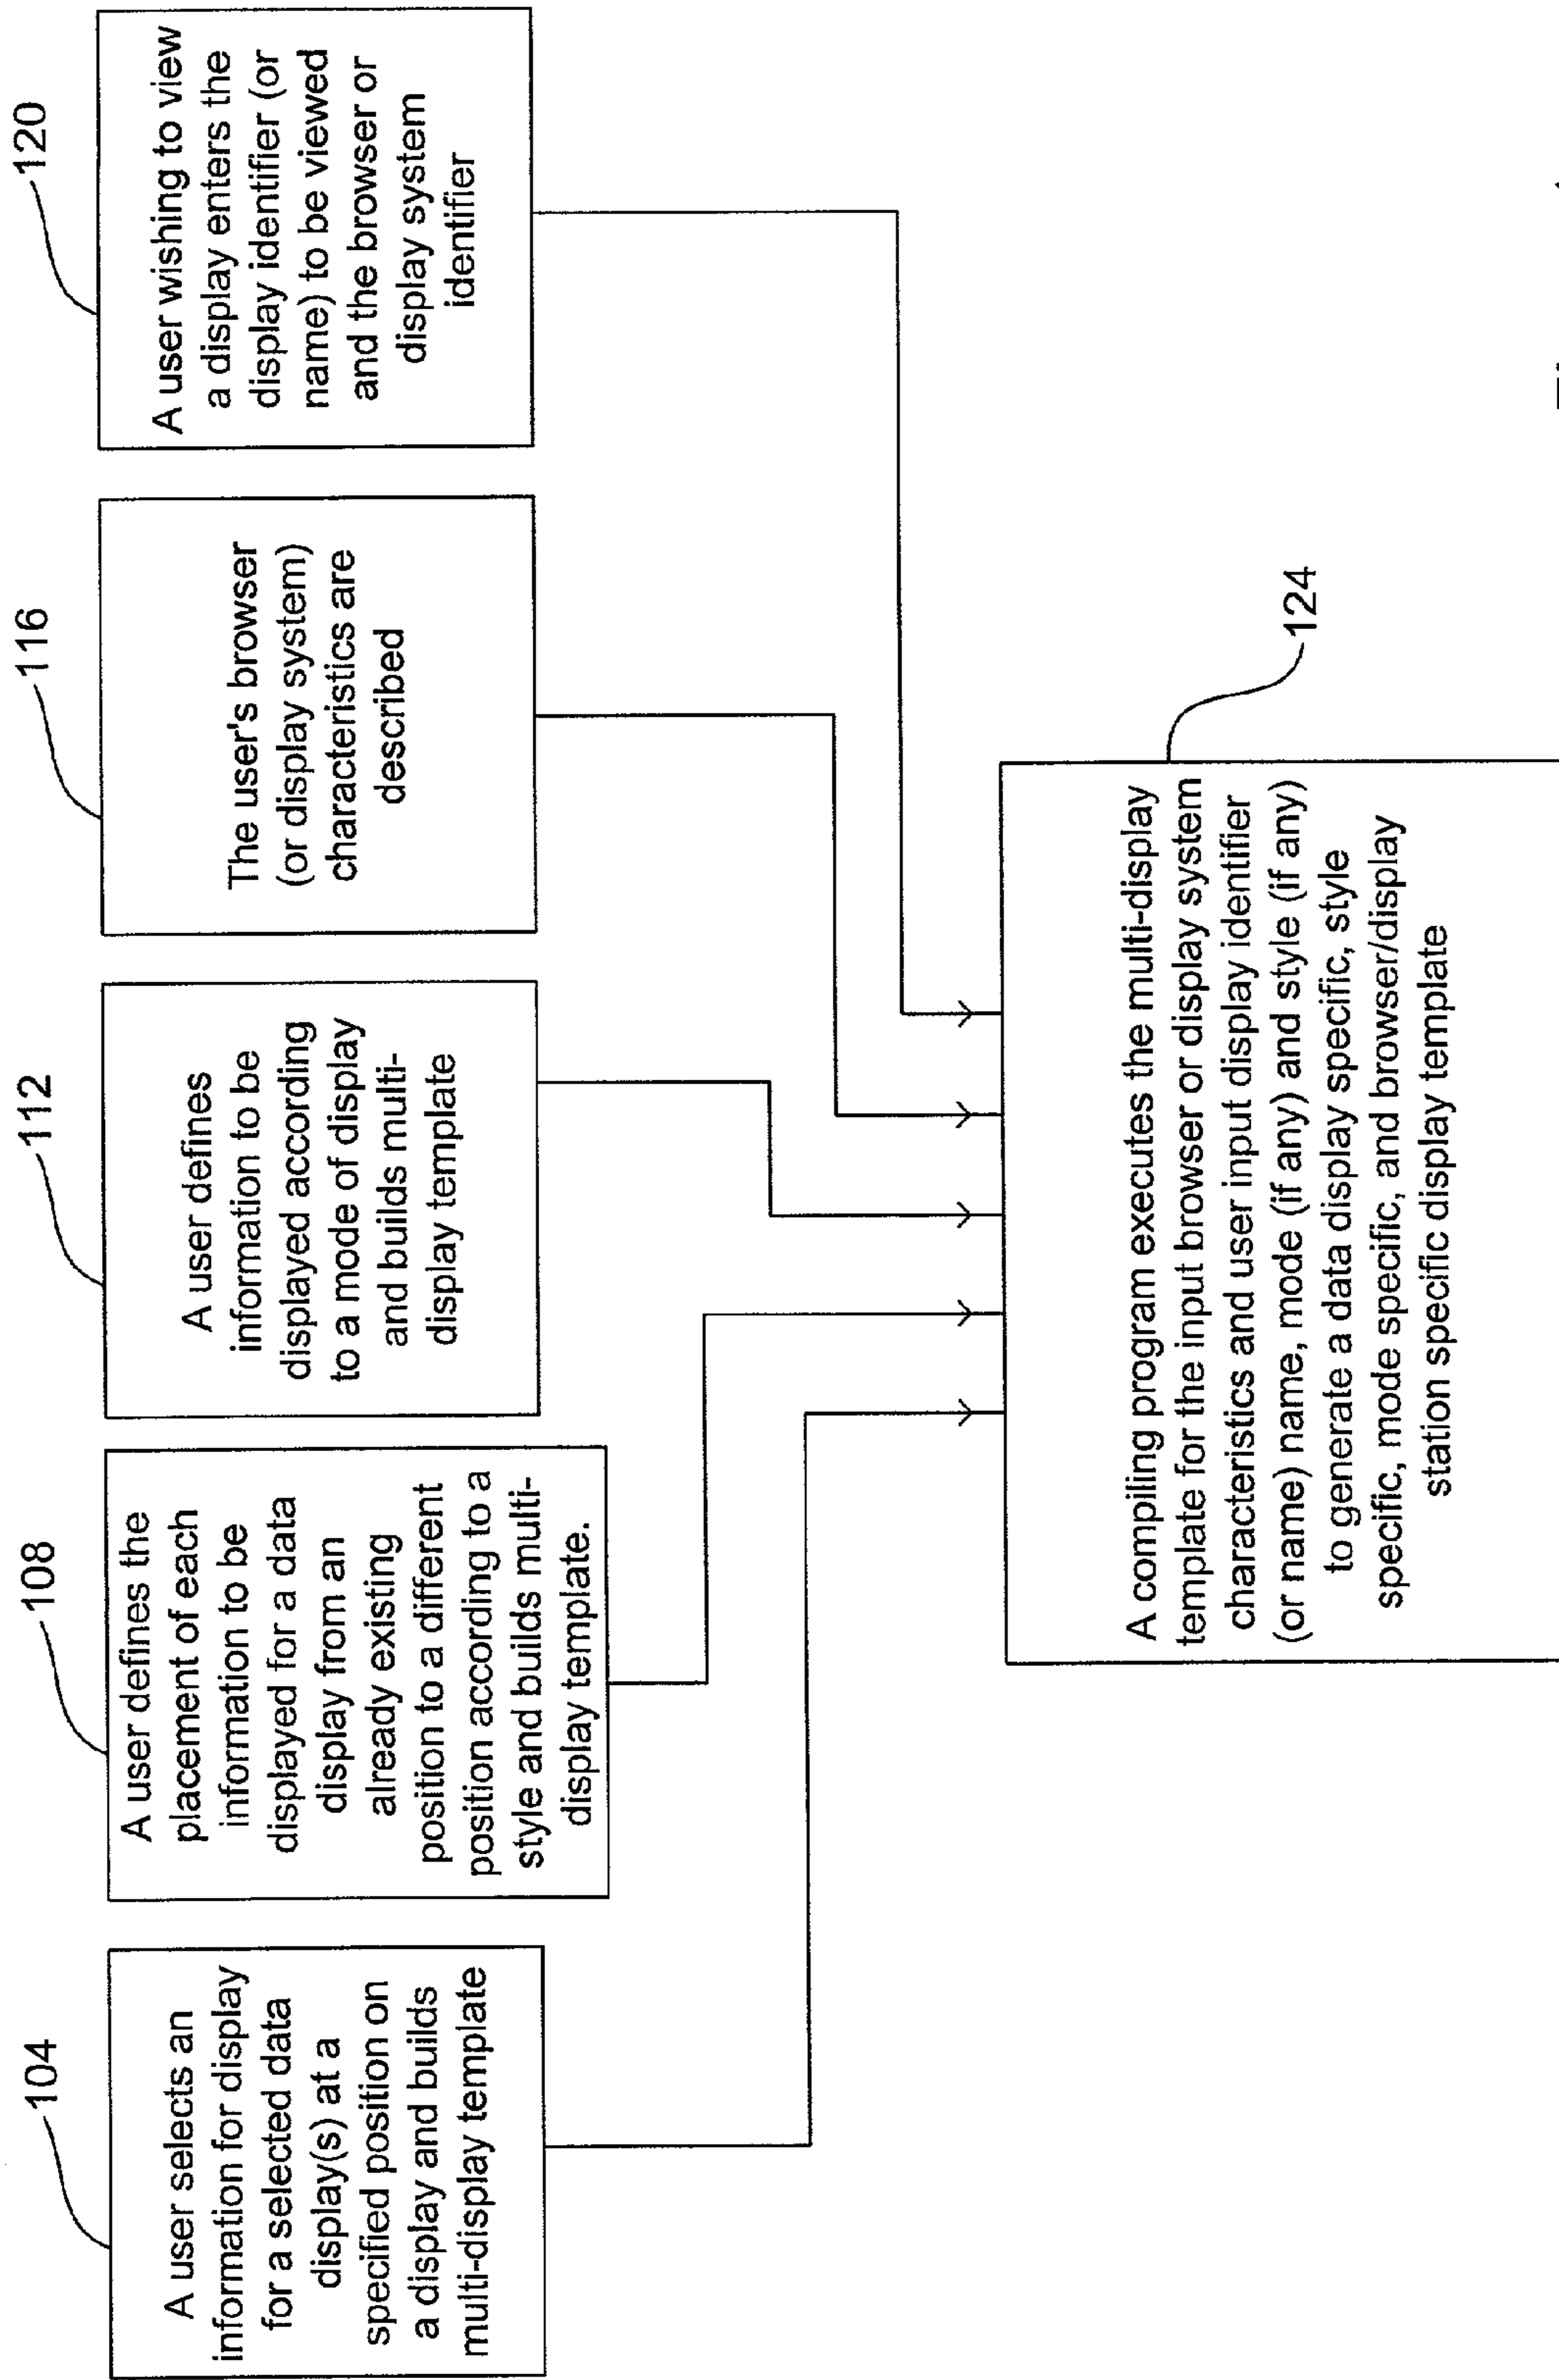 104
A user selects an
information for display
for a selected data
display(s) at a
specified position on
a display and builds
multi-display template
108
A user defines the
placement of each
information to be
displayed for a data
display from an
already existing
position to a different
position according to a
style and builds multi-
display template.
112
A user defines
information to be
displayed according
to a mode of display
and builds multi-
display template
116
The user's browser
(or display system)
characteristics are
described
120
A user wishing to view
a display enters the
display identifier (or
name) to be viewed
and the browser or
display system
identifier
124
A compiling program executes the multi-display
template for the input browser or display system
characteristics and user input display identifier
(or name) name, mode (if any) and style (if any)
to generate a data display specific, style
specific, mode specific, and browser/display
station specific display template